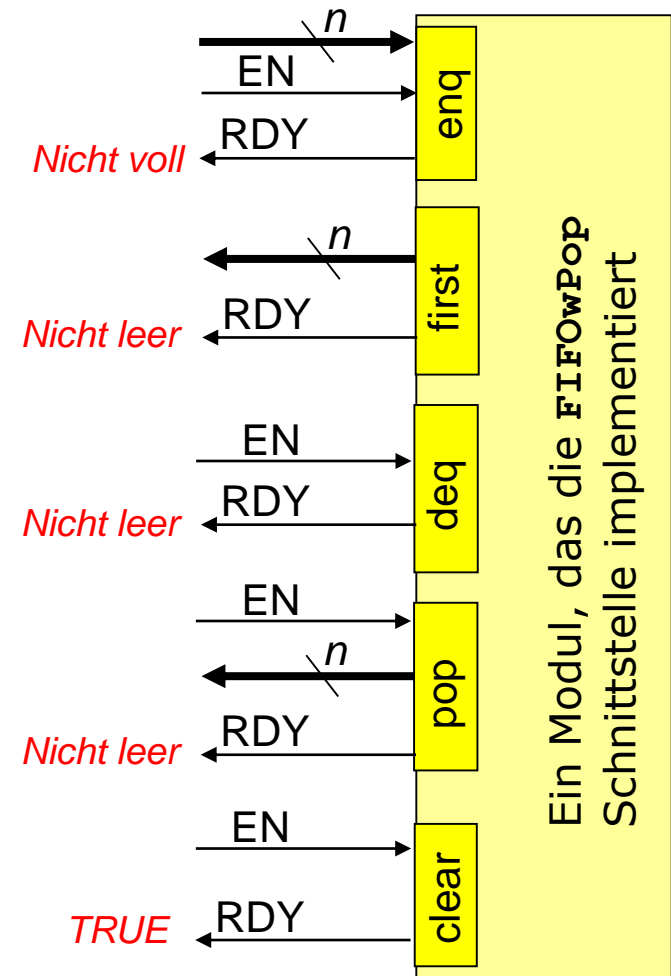 n
EN
enq
RDY
Nicht voll
n
first
RDY
Nicht leer
EN
deq
RDY
Nicht leer
EN
n
pop
RDY
Nicht leer
EN
clear
RDY
TRUE
Ein Modul, das die FIFOwPop
Schnittstelle implementiert